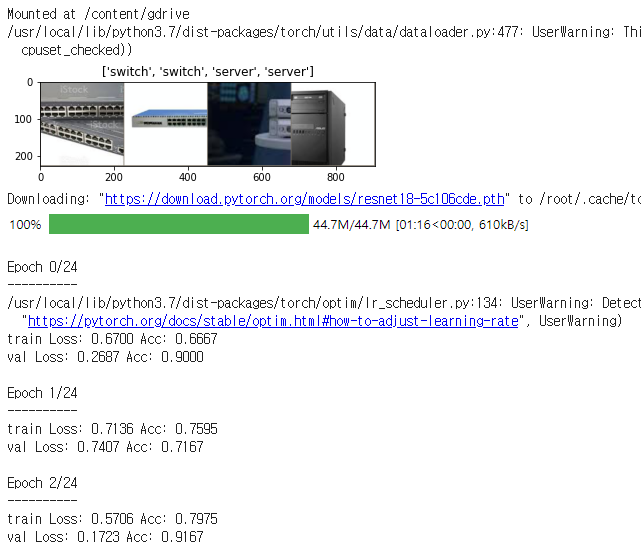 Mounted at /content/gdrive
/usr/local/lib/python3.7/dist-packages/torch/utils/data/dataloader.py:477: UserWarning: Thi
cpuset_checked))
['switch', 'switch', 'server', 'server']
iStock
iStock
0
100
200
0 200 400 600 800
Downloading: "https://download.pytorch.org/models/resnet18-5c106cde.pth" to /root/.cache/to
100% 44.7M/44.7M [01:16<00:00, 610kB/s]
Epoch 0/24
----------
/usr/local/lib/python3.7/dist-packages/torch/optim/lr_scheduler.py:134: UserWarning: Detect
"https://pytorch.org/docs/stable/optim.html#how-to-adjust-learning-rate", UserWarning)
train Loss: 0.6700 Acc: 0.6667
val Loss: 0.2687 Acc: 0.9000
Epoch 1/24
----------
train Loss: 0.7136 Acc: 0.7595
val Loss: 0.7407 Acc: 0.7167
Epoch 2/24
----------
train Loss: 0.5706 Acc: 0.7975
val Loss: 0.1723 Acc: 0.9167